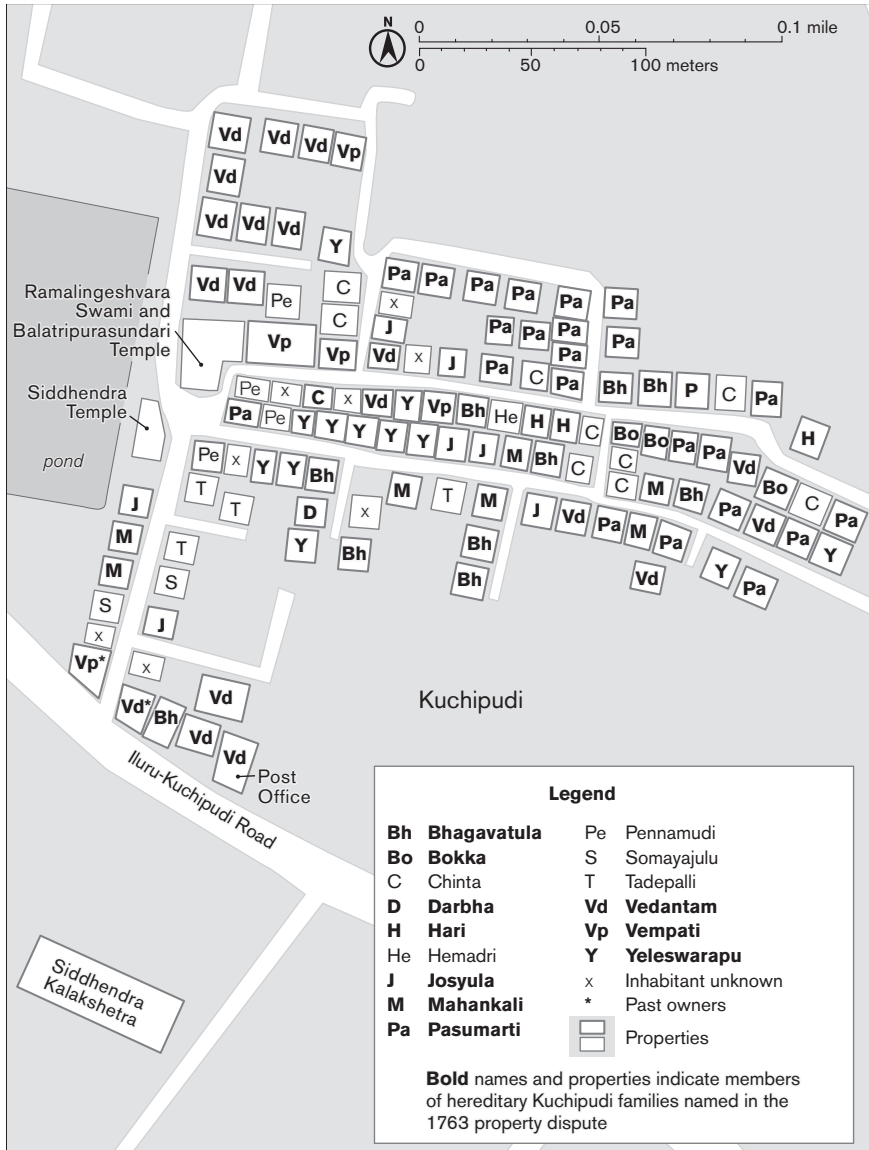 N
0 0.05 0.1 mile
0 50 100 meters
Vd Vd Vd Vp
Vd
Vd Vd Vd
Y
Vd Vd Pe C
C
Vp Vp
Ramalingeshvara
Swami and
Balatripurasundari
Temple
Siddhendra
Temple
pond
Pa Pa Pa Pa Pa Pa
x
J Pa Pa Pa Pa
Vd x J Pa C Pa Pa
Bh Bh P C Pa
H
Pe x C x Vd Y Vp Bh He H H C
Pa Pe Y Y Y Y Y J J M Bh C
Bo Bo Pa Pa Vd Bo C Pa
C
C M Bh Pa Vd Pa Y
Pe x Y Y Bh
T T
D
Y
x M T M
Bh Bh
Bh
J Vd Pa M Pa
Vd
Y Pa
J
M
M
S
x
Vp*
T
S
J
x
Vd* Bh Vd Vd
Vd
Post
Office
Kuchipudi
Iluru-Kuchipudi Road
Siddhendra
Kalakshetra
Legend
Bh Bhagavatula
Bo Bokka
C Chinta
D Darbha
H Hari
He Hemadri
J Josyula
M Mahankali
Pa Pasumarti
Pe Pennamudi
S Somayajulu
T Tadepalli
Vd Vedantam
Vp Vempati
Y Yeleswarapu
x Inhabitant unknown
* Past owners
Properties
Bold names and properties indicate members
of hereditary Kuchipudi families named in the
1763 property dispute